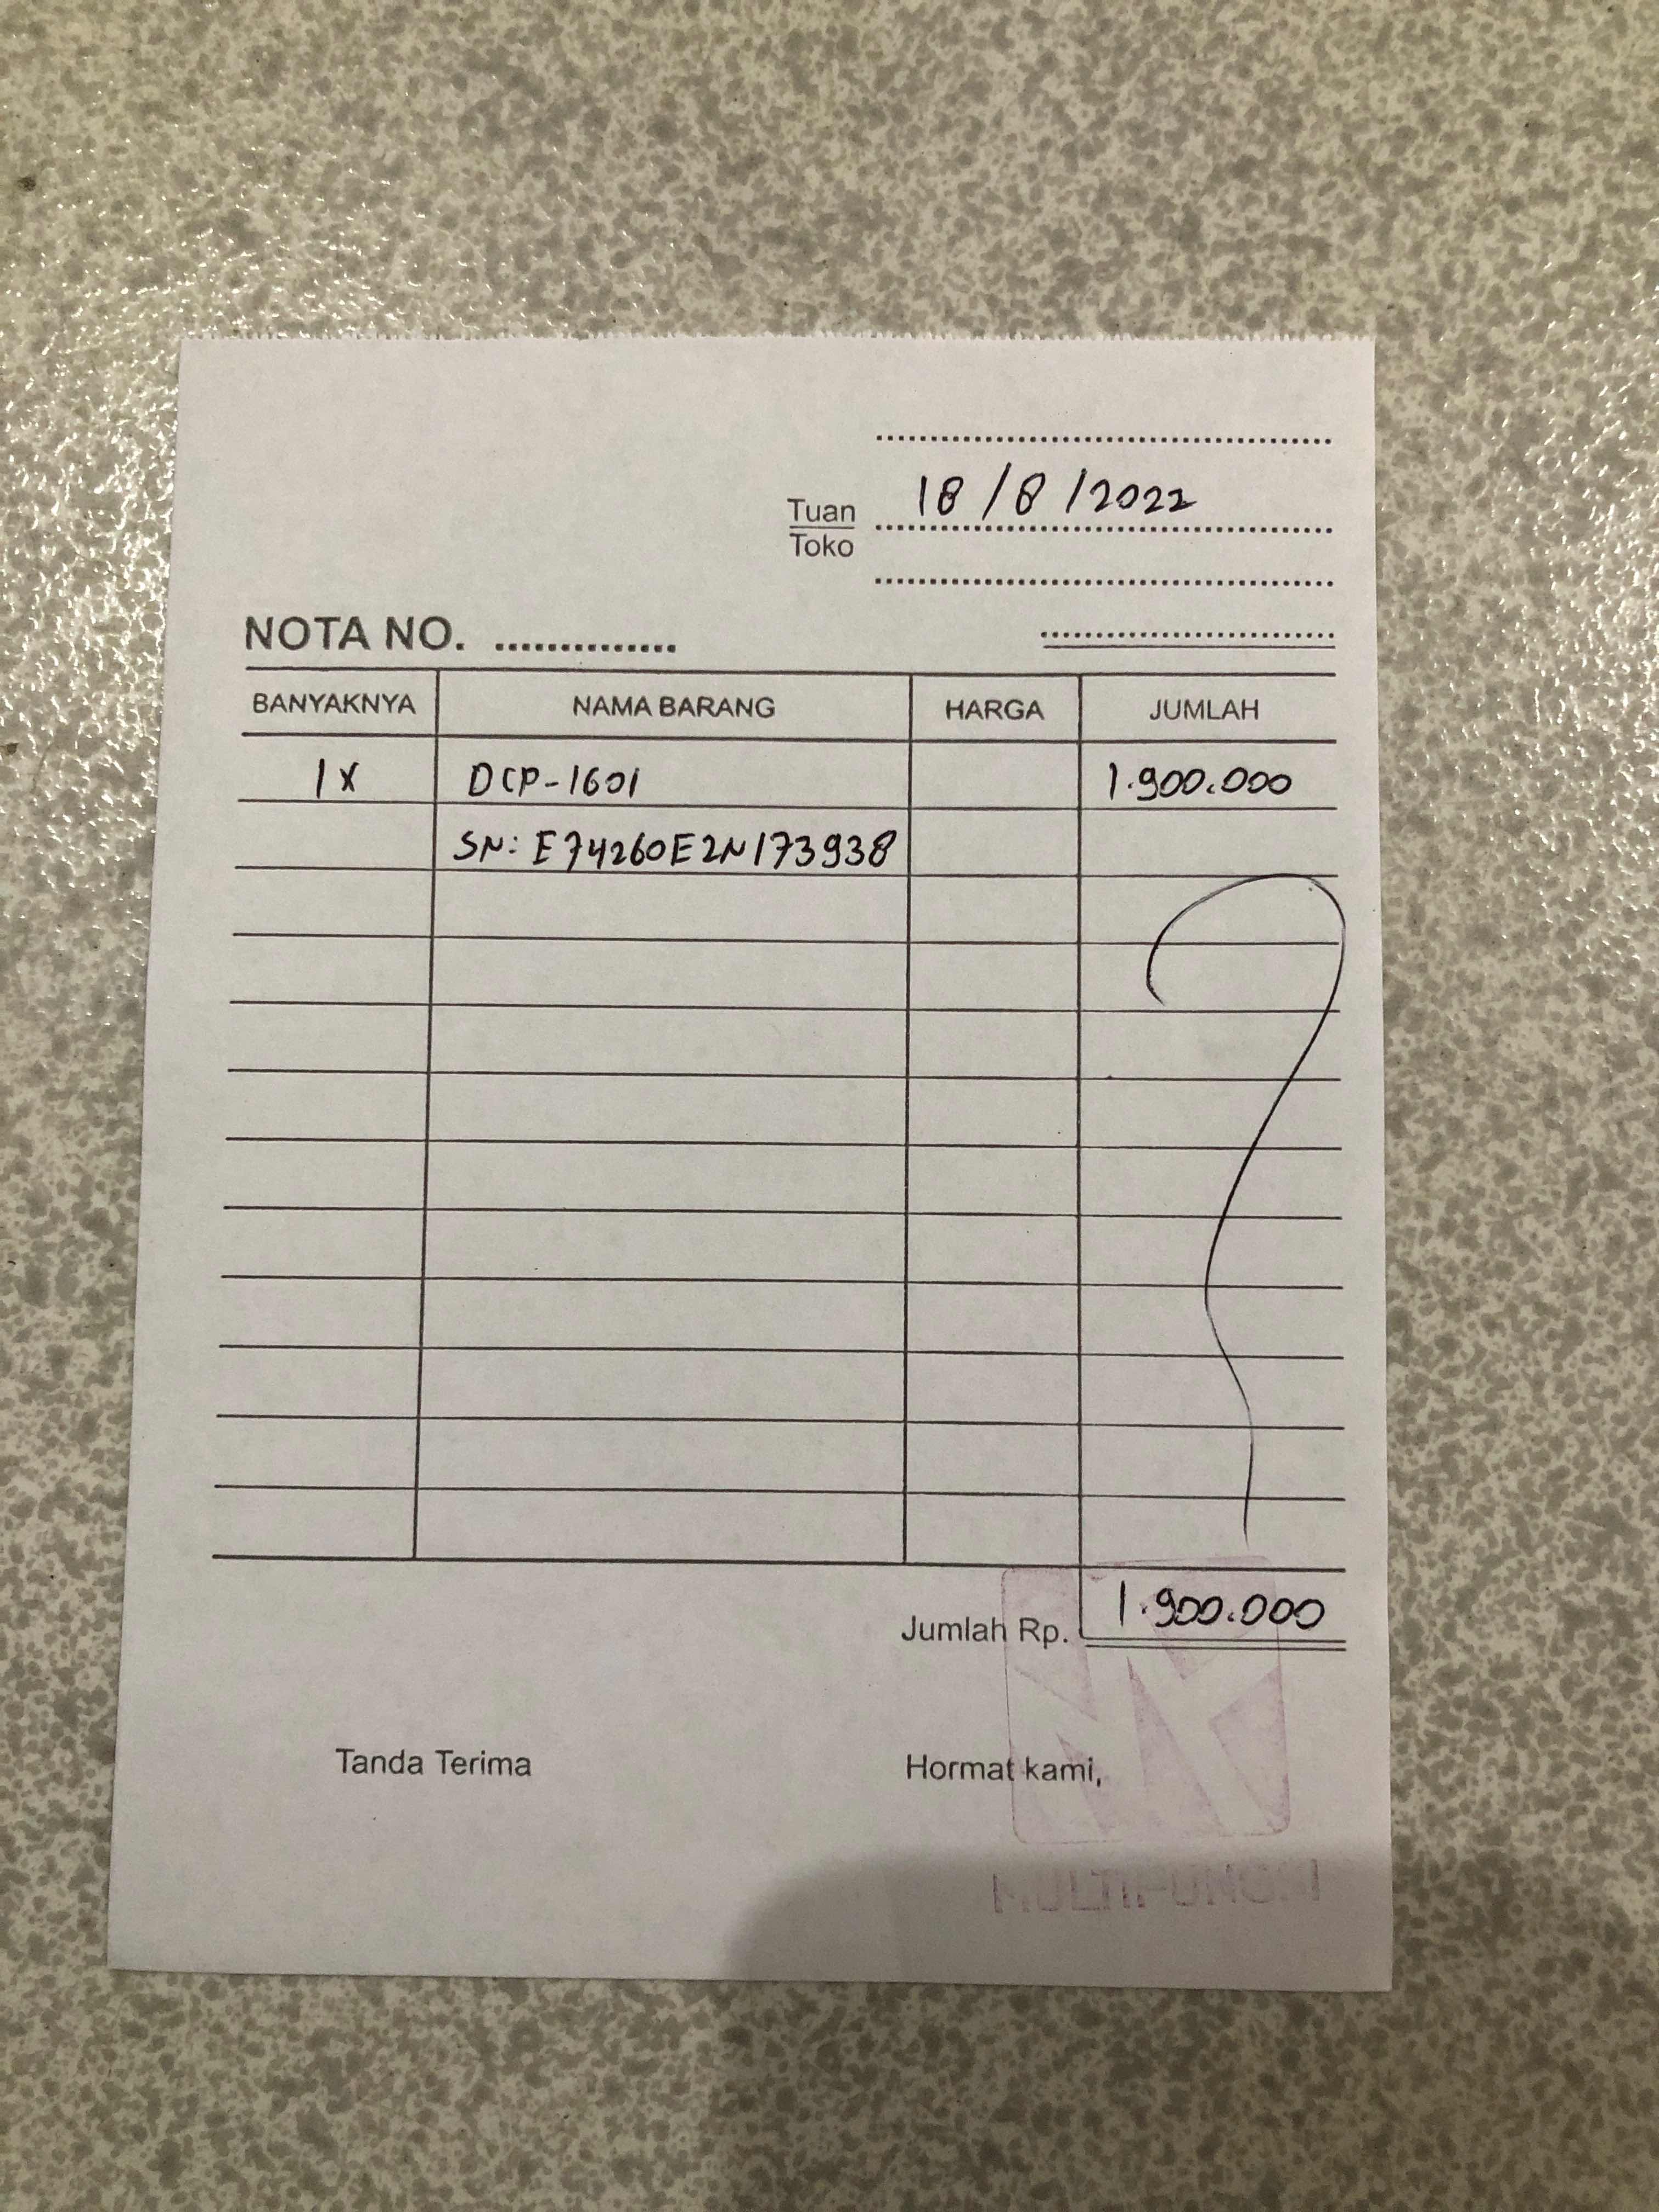 18/8/2022
Tuan
Toko
NOTA NO. ..............
BANYAKNYA NAMA BARANG HARGA JUMLAH
1x DCP-1601 1.900.000
SN: E74260E2N173938
Jumlah Rp. 1.900.000
Tanda Terima Hormat kami,
MULTIFUNGSI